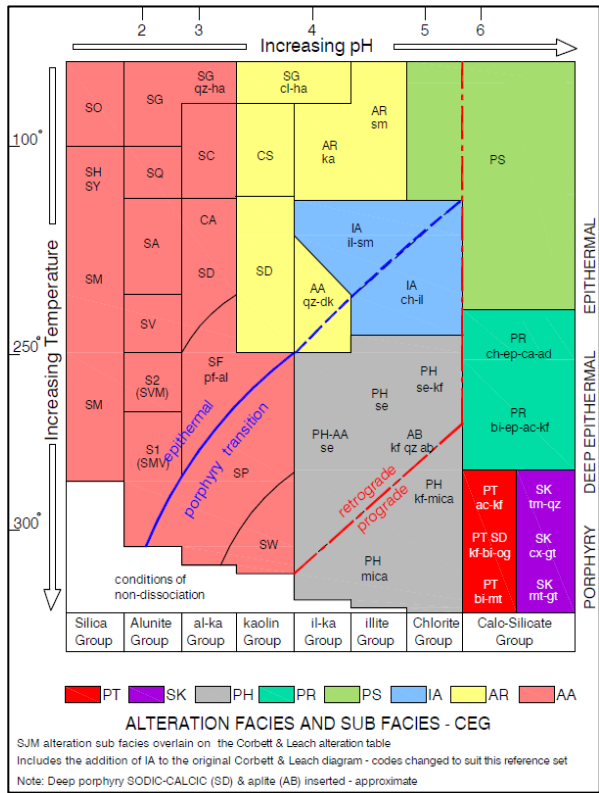 2 3 4 5 6
Increasing pH
Increasing Temperature
100°
250°
300°
EPITHERMAL
DEEP EPITHERMAL
PORPHYRY
SO
SG
SG
qz-ha
SG
cl-ha
AR
sm
PS
SH
SY
SQ
SC
CS
AR
ka
SM
SA
CA
SD
SD
IA
il-sm
AA
qz-dk
IA
ch-il
SV
PR
ch-ep-ca-ad
SM
S2
(SVM)
SF
pf-al
PH
se
PH
se-kf
PR
bi-ep-ac-kf
S1
(SMV)
epithermal
porphyry transition
SP
PH-AA
se
AB
kf qz ab
retrograde
prograde
PH
kf-mica
PT
ac-kf
SK
tm-qz
SW
PH
mica
PT SD
kf-bi-og
SK
cx-gt
PT
bi-mt
SK
mt-gt
conditions of
non-dissociation
Silica
Group
Alunite
Group
al-ka
Group
kaolin
Group
il-ka
Group
illite
Group
Chlorite
Group
Calo-Silicate
Group
PT SK PH PR PS IA AR AA
ALTERATION FACIES AND SUB FACIES - CEG
SJM alteration sub facies overlain on the Corbett & Leach alteration table
Includes the addition of IA to the original Corbett & Leach diagram - codes changed to suit this reference set
Note: Deep porphyry SODIC-CALCIC (SD) & aplite (AB) inserted - approximate